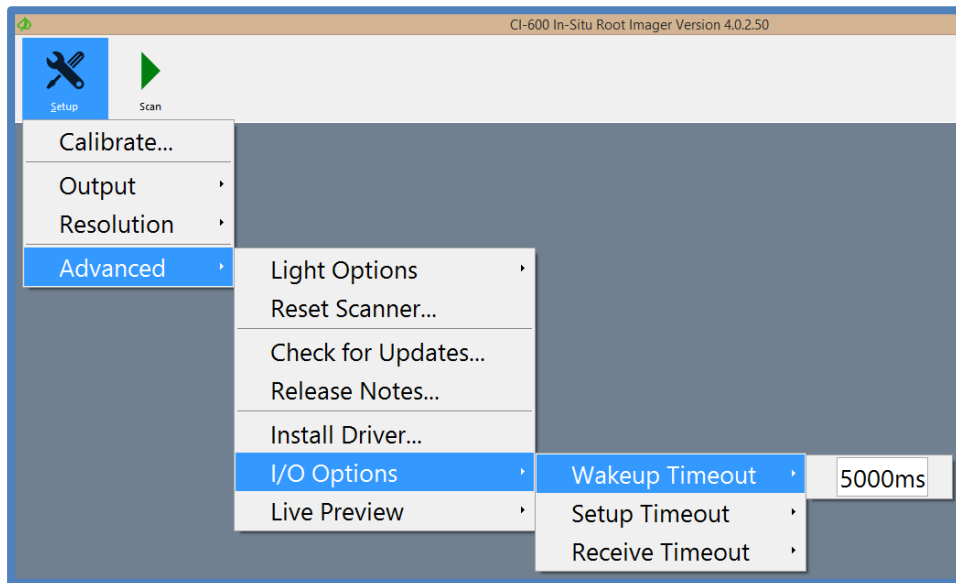 CI-600 In-Situ Root Imager Version 4.0.2.50
Setup
Scan
Calibrate...
Output
Resolution
Advanced
Light Options
Reset Scanner...
Check for Updates...
Release Notes...
Install Driver...
I/O Options
Live Preview
Wakeup Timeout
Setup Timeout
Receive Timeout
5000ms